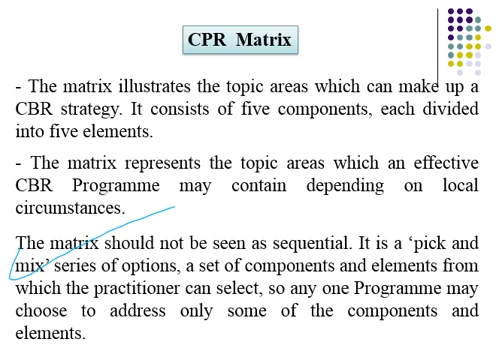 CPR Matrix
- The matrix illustrates the topic areas which can make up a
CBR strategy. It consists of five components, each divided
into five elements.
- The matrix represents the topic areas which an effective
CBR Programme may contain depending on local
circumstances.
The matrix should not be seen as sequential. It is a ‘pick and
mix’ series of options, a set of components and elements from
which the practitioner can select, so any one Programme may
choose to address only some of the components and
elements.